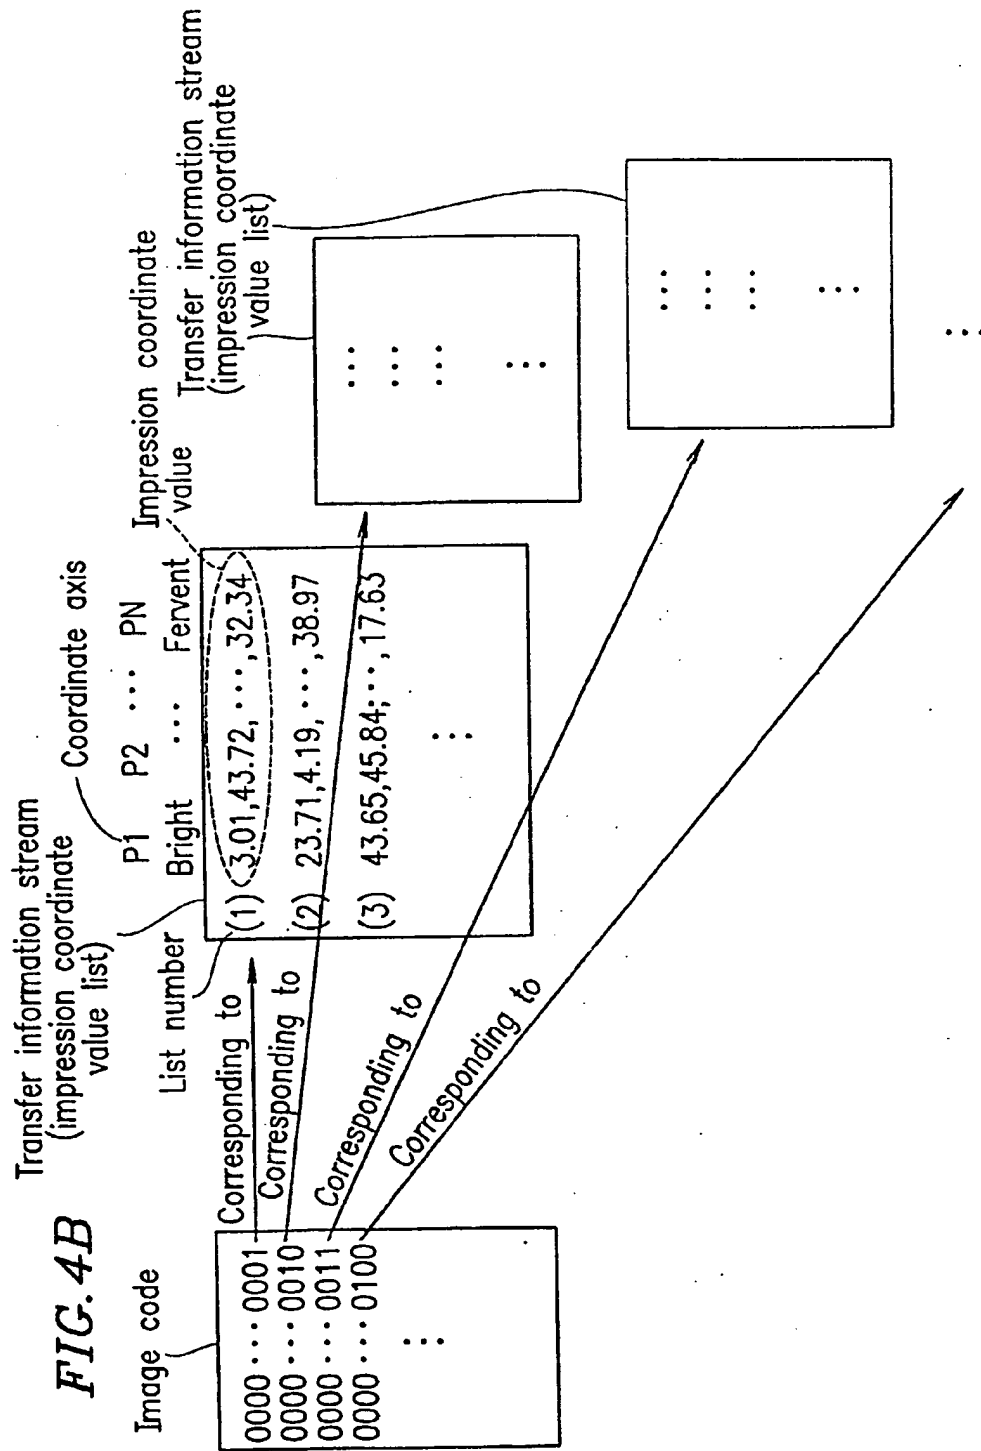 FIG. 4B
Image code
0000 ··· 0001
0000 ··· 0010
0000 ··· 0011
0000 ··· 0100
···
Corresponding to
Corresponding to
Corresponding to
Corresponding to
Transfer information stream
(impression coordinate
value list)
List number
Coordinate axis
P1 P2 ··· PN
Bright ··· Fervent
(1) 3.01,43.72, ···,32.34
(2) 23.71,4.19, ···,38.97
(3) 43.65,45.84, ···,17.63
···
Impression coordinate
value
Transfer information stream
(impression coordinate
value list)
···
···
···
···
···
···
···
···
···